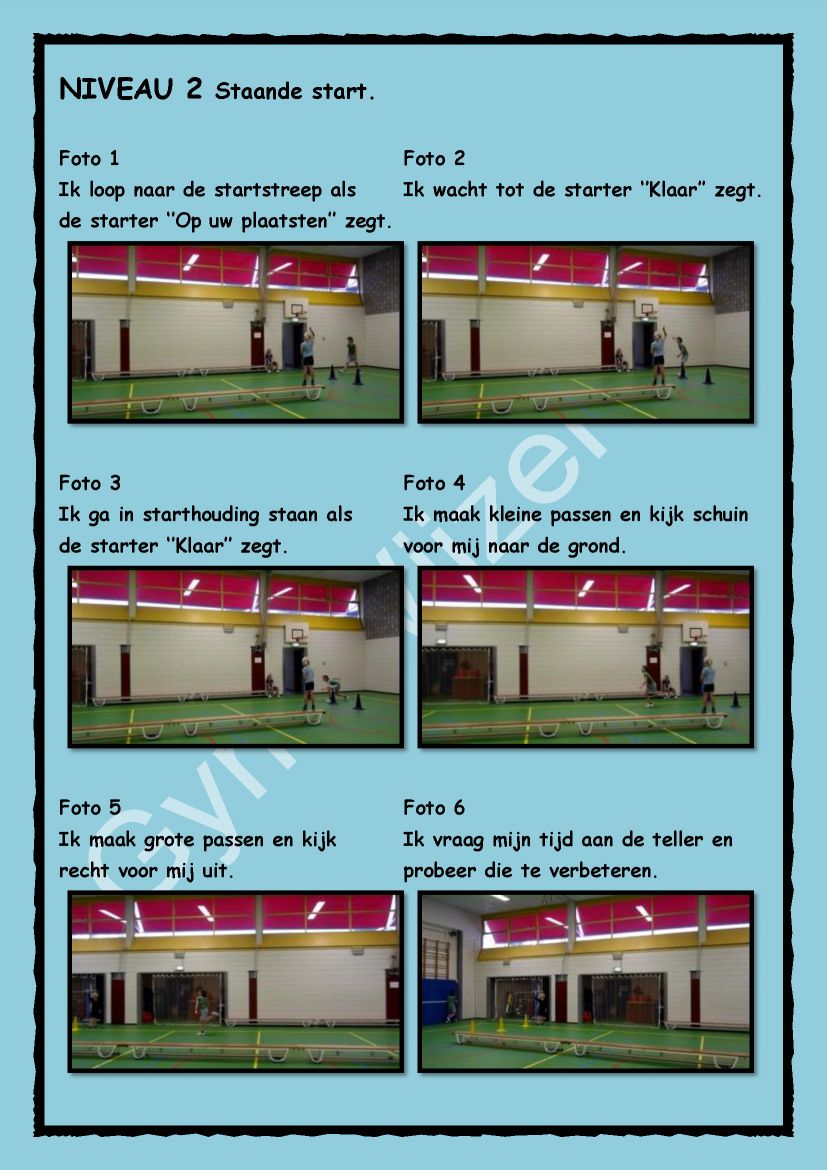 NIVEAU 2 Staande start.
Foto 1
Ik loop naar de startstreep als
de starter ‘’Op uw plaatsten’’ zegt.
Foto 2
Ik wacht tot de starter ‘’Klaar’’ zegt.
Foto 3
Ik ga in starthouding staan als
de starter ‘’Klaar’’ zegt.
Foto 4
Ik maak kleine passen en kijk schuin
voor mij naar de grond.
Foto 5
Ik maak grote passen en kijk
recht voor mij uit.
Foto 6
Ik vraag mijn tijd aan de teller en
probeer die te verbeteren.